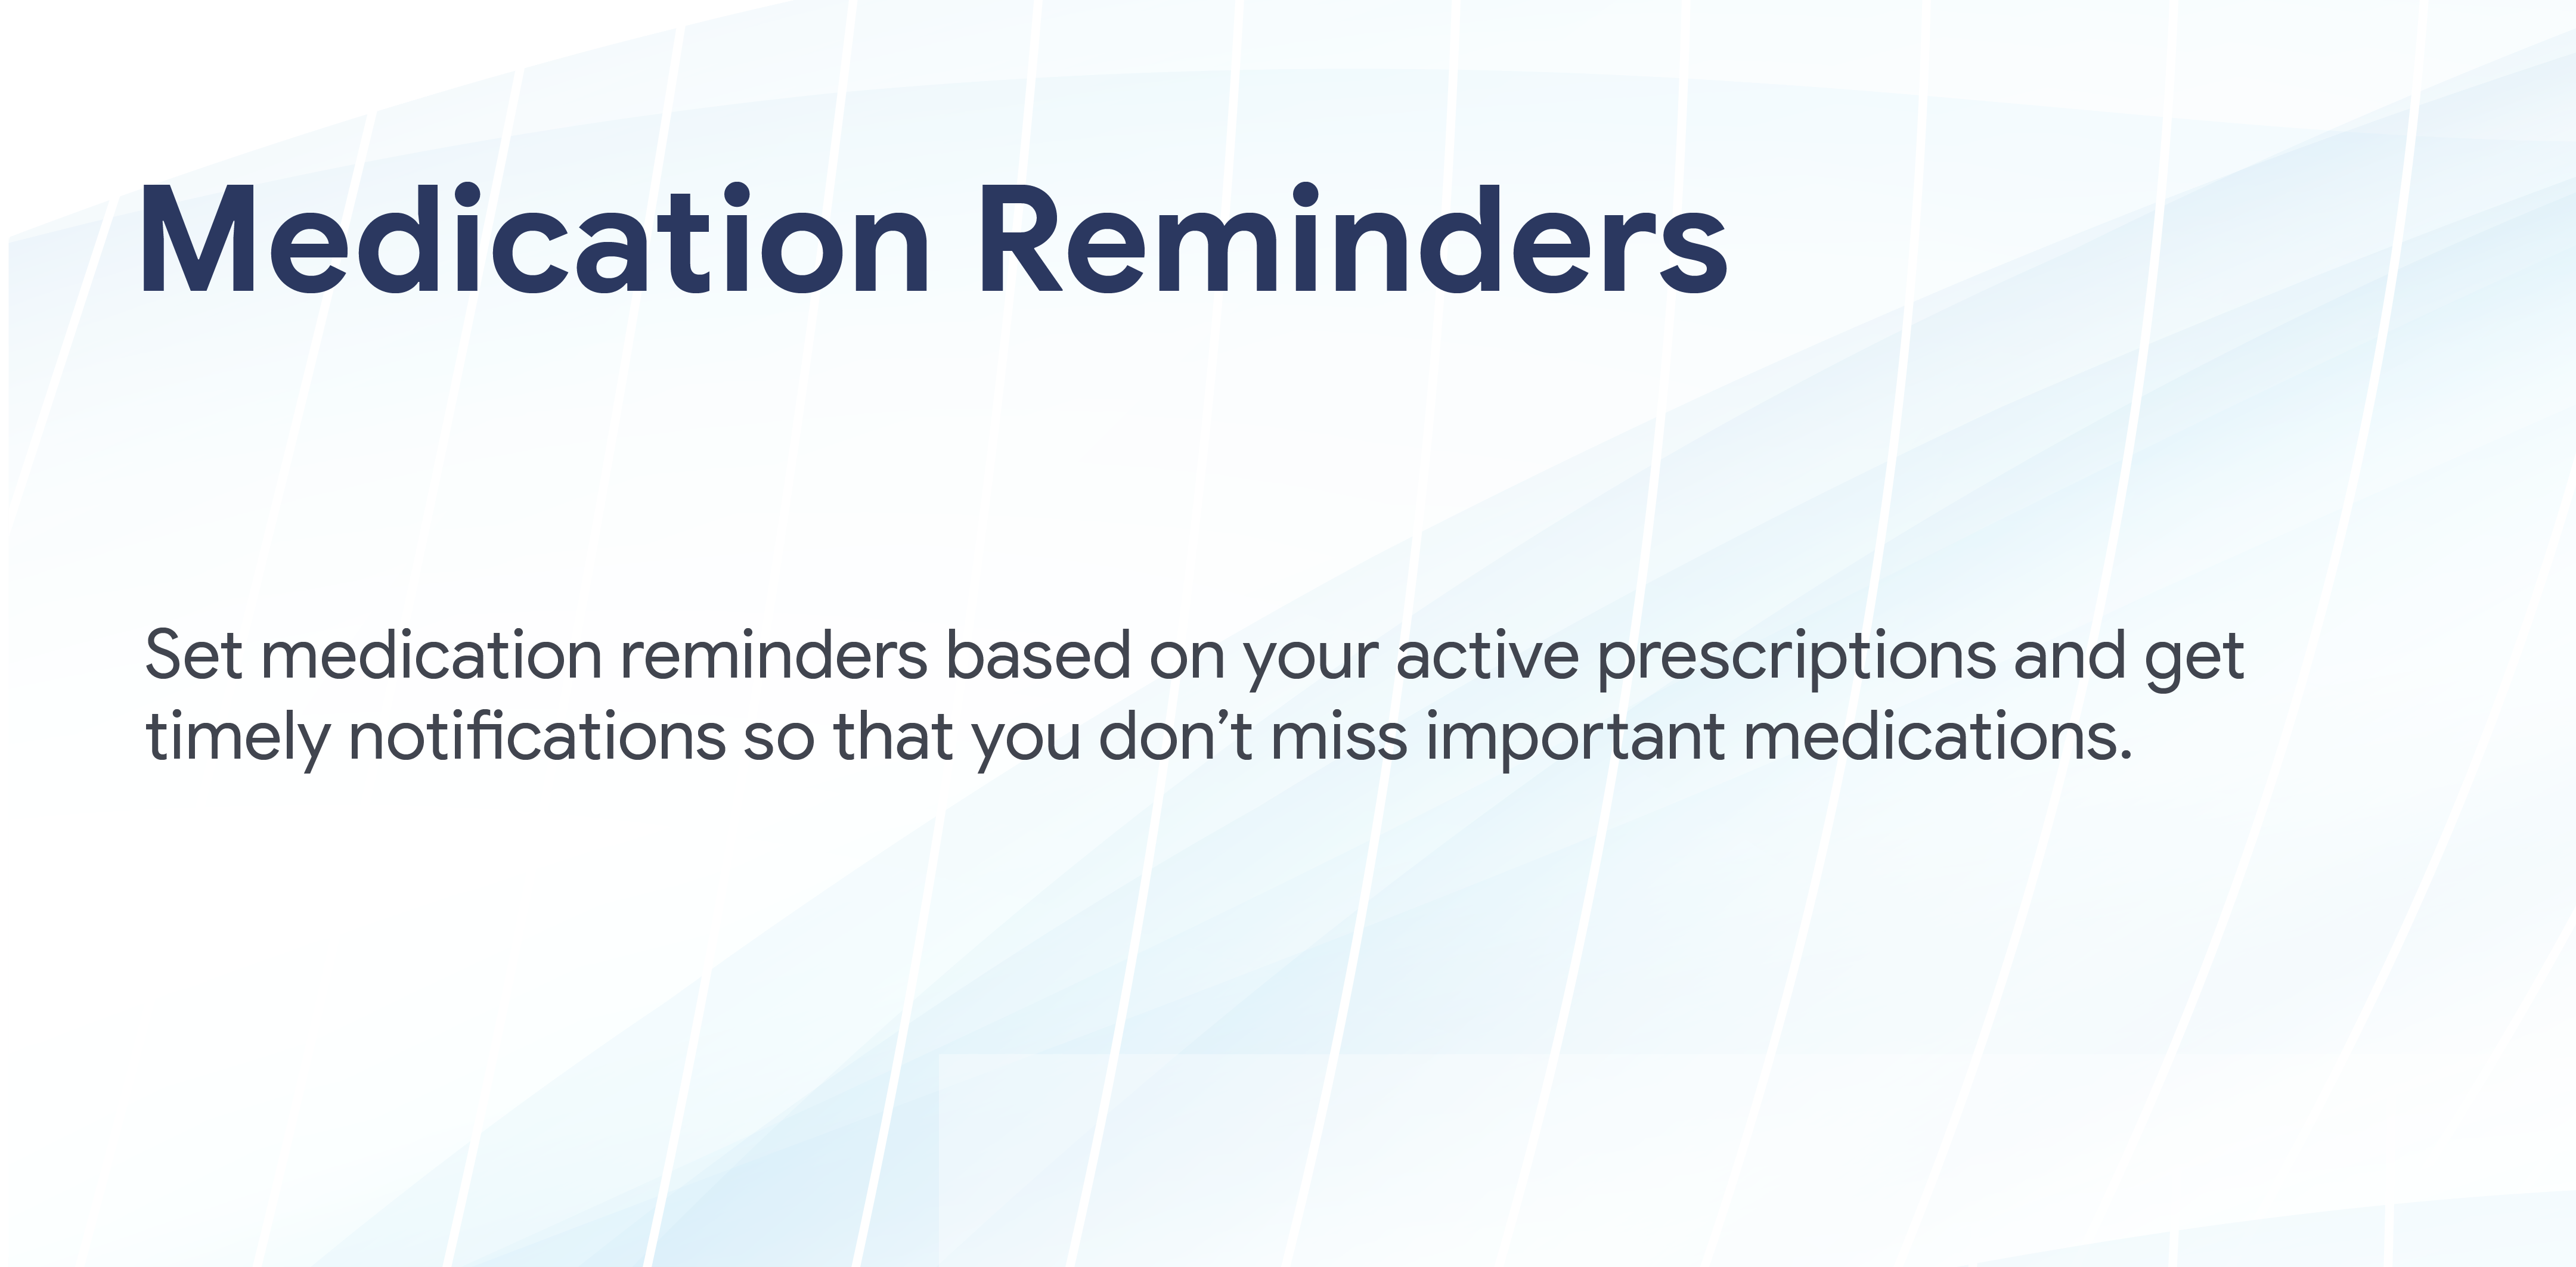 Medication Reminders
Set medication reminders based on your active prescriptions and get
timely notifications so that you don’t miss important medications.